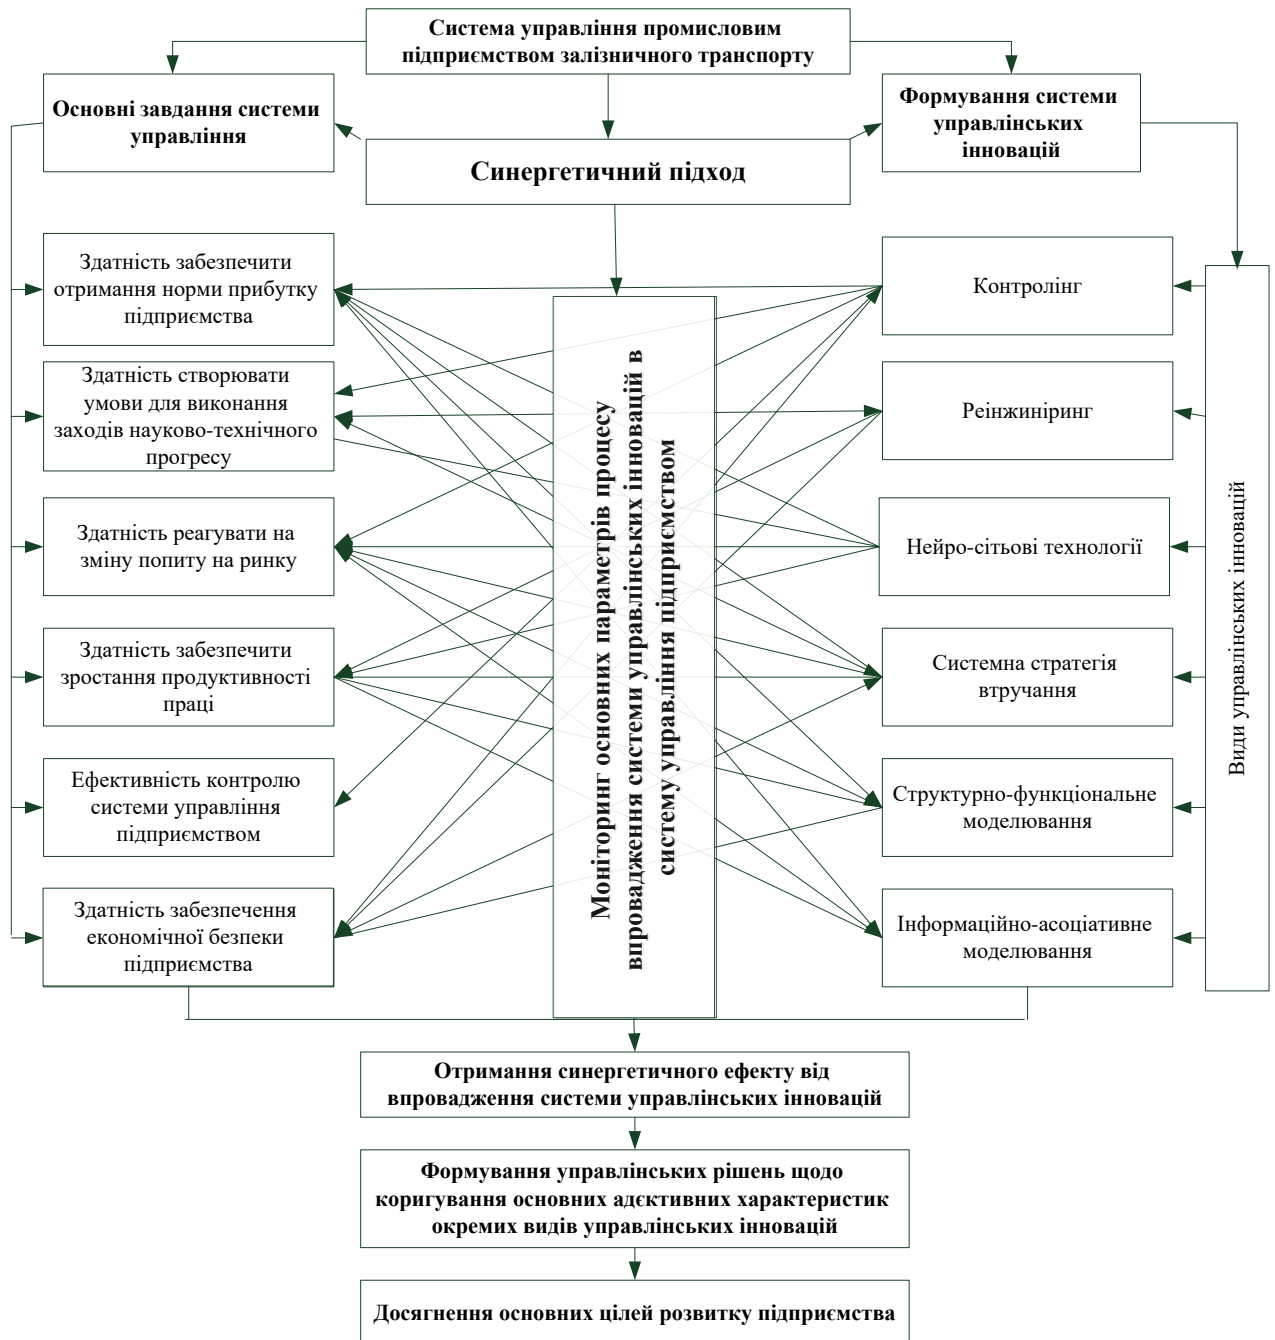 Система управління промисловим
підприємством залізничного транспорту
Основні завдання системи
управління
Формування системи
управлінських
інновацій
Синергетичний підход
Здатність забезпечити
отримання норми прибутку
підприємства
Здатність створювати
умови для виконання
заходів науково-технічного
прогресу
Здатність реагувати на
зміну попиту на ринку
Здатність забезпечити
зростання продуктивності
праці
Ефективність контролю
системи управління
підприємством
Здатність забезпечення
економічної безпеки
підприємства
Моніторинг основних параметрів процесу
впровадження системи управлінських інновацій в
систему управління підприємством
Контролінг
Реінжиніринг
Нейро-сітьові технології
Системна стратегія
втручання
Структурно-функціональне
моделювання
Інформаційно-асоціативне
моделювання
Види управлінських інновацій
Отримання синергетичного ефекту від
впровадження системи управлінських інновацій
Формування управлінських рішень щодо
коригування основних адєктивних характеристик
окремих видів управлінських інновацій
Досягнення основних цілей розвитку підприємства